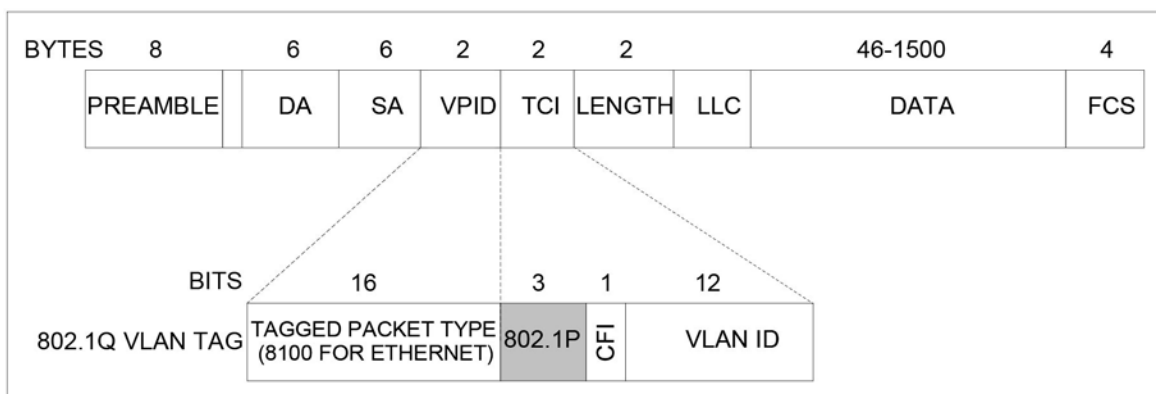 BYTES 8 6 6 2 2 2 46-1500 4
PREAMBLE DA SA VPID TCI LENGTH LLC DATA FCS
BITS 16 3 1 12
802.1Q VLAN TAG TAGGED PACKET TYPE (8100 FOR ETHERNET) 802.1P CFI VLAN ID